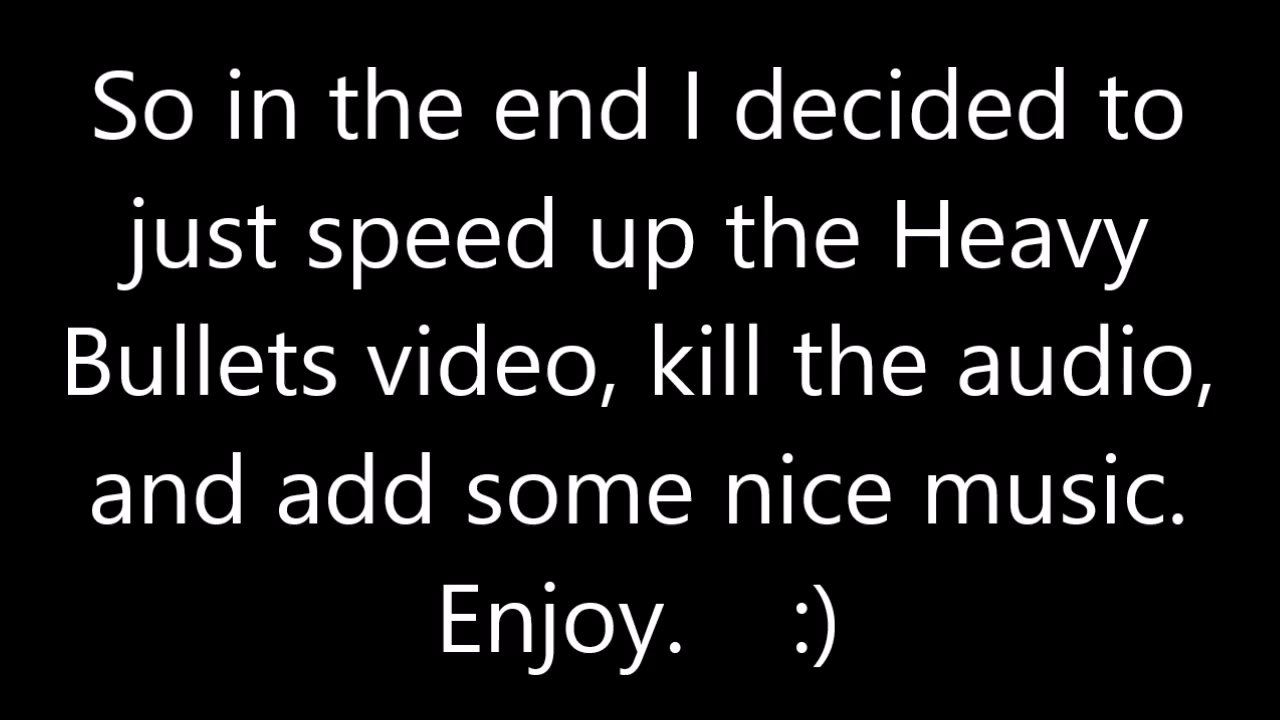 So in the end I decided to
just speed up the Heavy
Bullets video, kill the audio,
and add some nice music.
Enjoy. :)